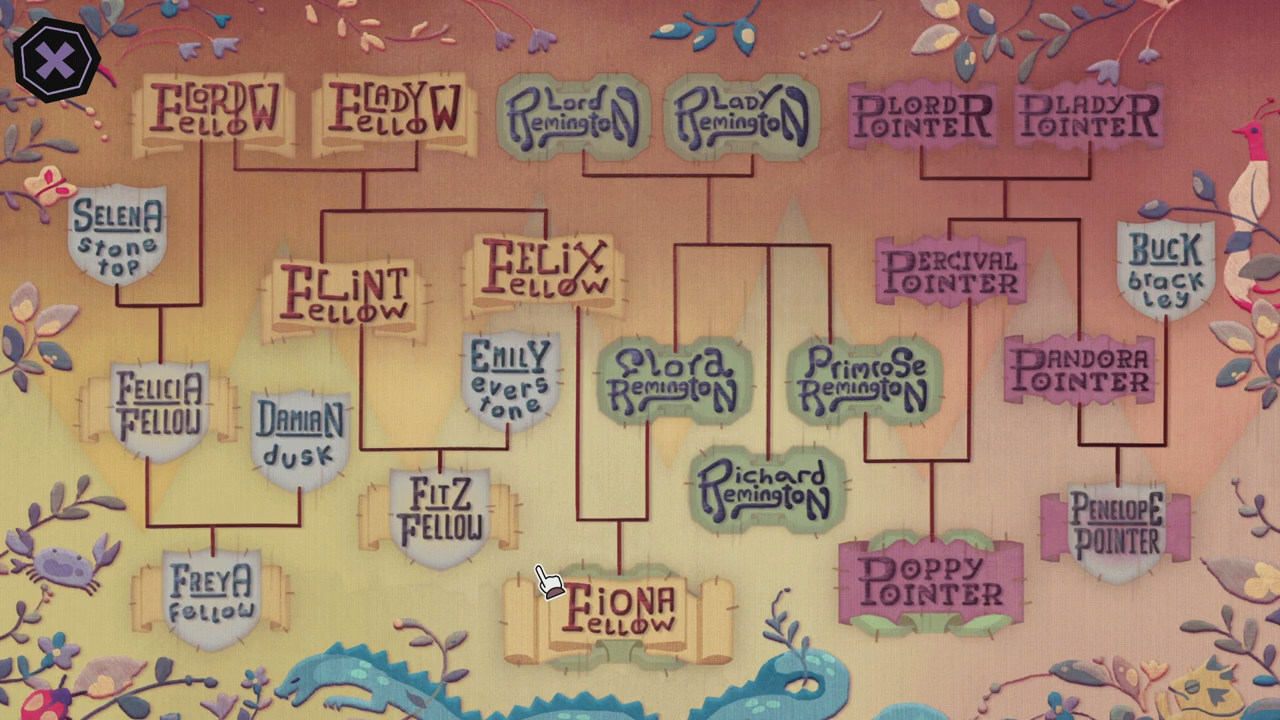 LORD
FELLOW
LADY
FELLOW
Lord
Remington
Lady
Remington
LORD
POINTER
LADY
POINTER
SELENA
stone
top
FELIX
FELLOW
PERCIVAL
POINTER
BUCK
brack
ley
FLINT
FELLOW
EMILY
evers
tone
Flora
Remington
Primrose
Remington
PANDORA
POINTER
FELICIA
FELLOW
DAMIAN
dusk
Richard
Remington
FITZ
FELLOW
PENELOPE
POINTER
FREYA
FELLOW
FIONA
FELLOW
POPPY
POINTER